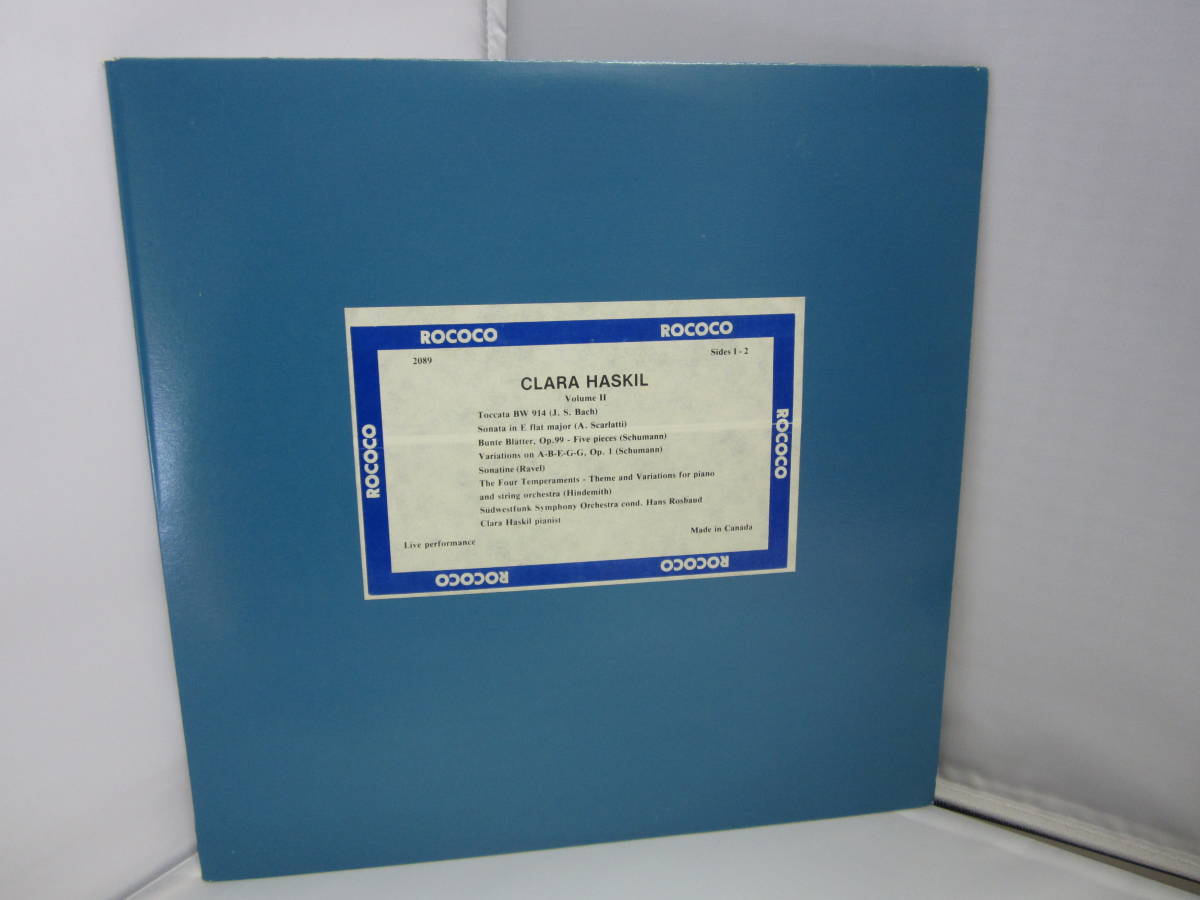 ROCOCO ROCOCO
2089 Sides 1 - 2
CLARA HASKIL
Volume II
Toccata BW 914 (J. S. Bach)
Sonata in E flat major (A. Scarlatti)
Bunte Blätter, Op.99 - Five pieces (Schumann)
Variations on A-B-E-G-G, Op. 1 (Schumann)
Sonatine (Ravel)
The Four Temperaments - Theme and Variations for piano
and string orchestra (Hindemith)
Südwestfunk Symphony Orchestra cond. Hans Rosbaud
Clara Haskil pianist
Live performance Made in Canada
ROCOCO
ROCOCO
ROCOCO ROCOCO